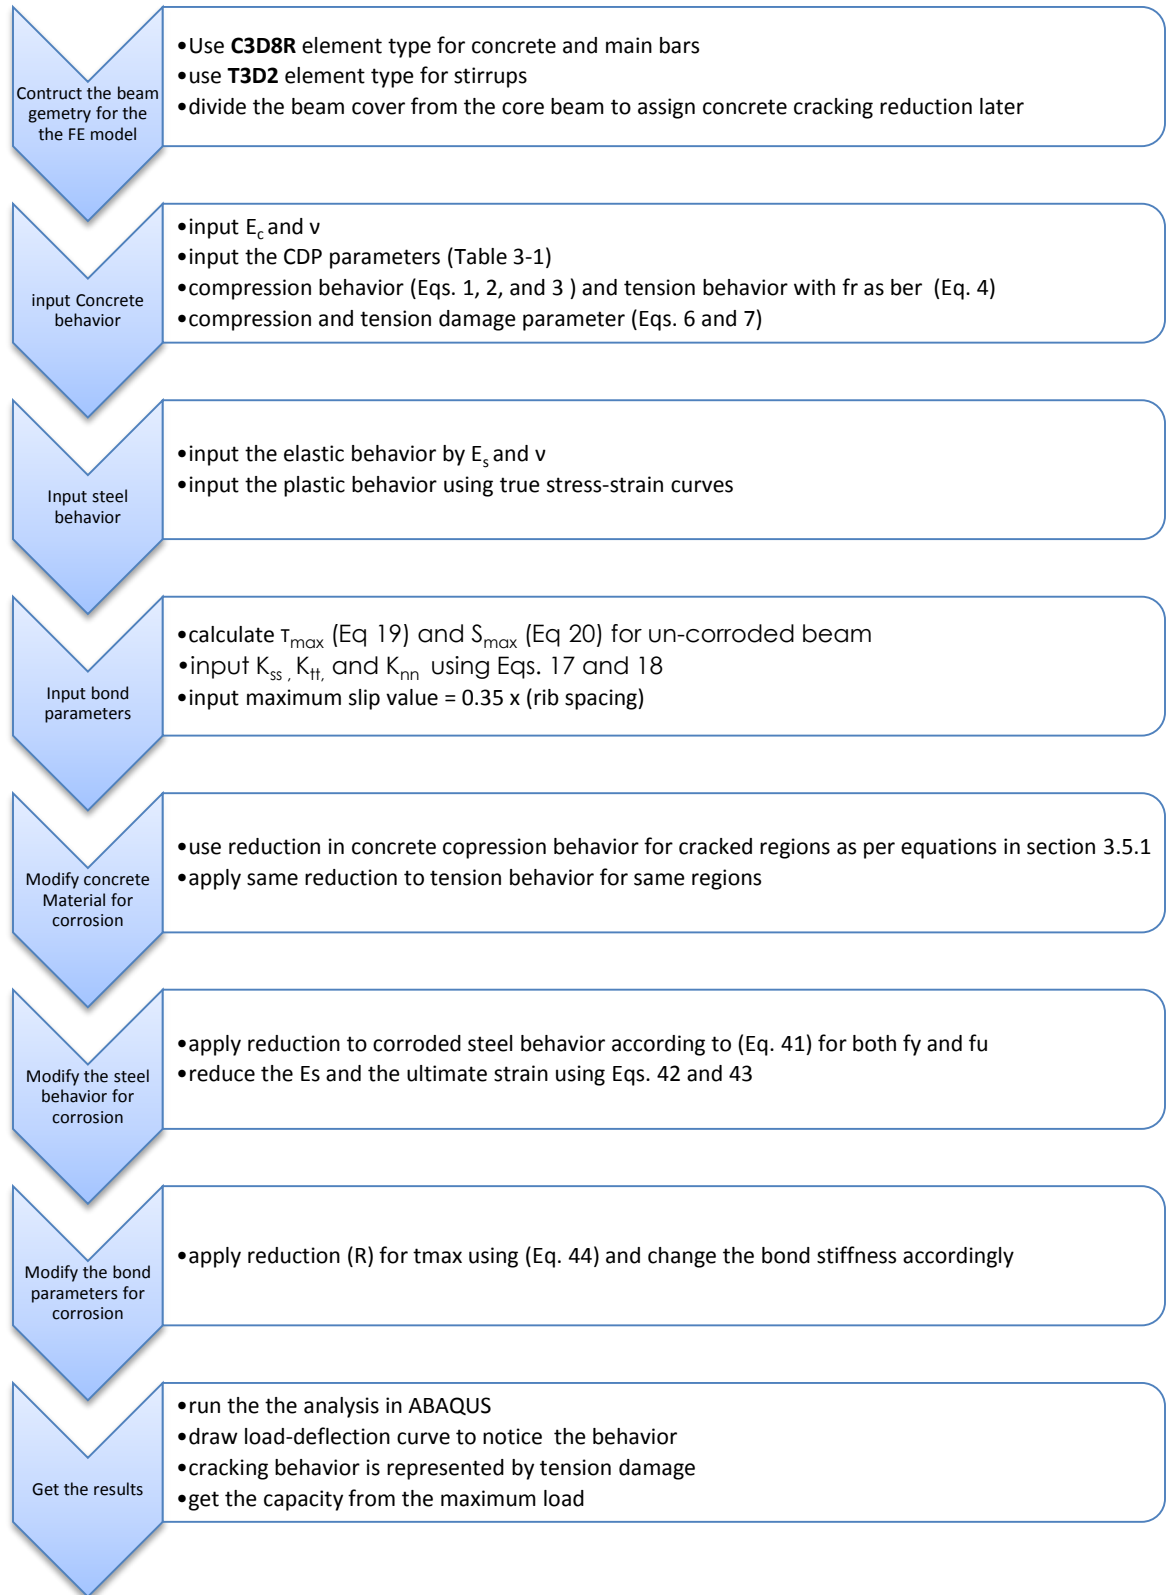 Contruct the beam
gemetry for the
the FE model
•Use C3D8R element type for concrete and main bars
•use T3D2 element type for stirrups
•divide the beam cover from the core beam to assign concrete cracking reduction later
input Concrete
behavior
•input Ec and ν
•input the CDP parameters (Table 3-1)
•compression behavior (Eqs. 1, 2, and 3 ) and tension behavior with fr as ber (Eq. 4)
•compression and tension damage parameter (Eqs. 6 and 7)
Input steel
behavior
•input the elastic behavior by Es and ν
•input the plastic behavior using true stress-strain curves
Input bond
parameters
•calculate τmax (Eq 19) and Smax (Eq 20) for un-corroded beam
•input Kss , Ktt, and Knn using Eqs. 17 and 18
•input maximum slip value = 0.35 x (rib spacing)
Modify concrete
Material for
corrosion
•use reduction in concrete copression behavior for cracked regions as per equations in section 3.5.1
•apply same reduction to tension behavior for same regions
Modify the steel
behavior for
corrosion
•apply reduction to corroded steel behavior according to (Eq. 41) for both fy and fu
•reduce the Es and the ultimate strain using Eqs. 42 and 43
Modify the bond
parameters for
corrosion
•apply reduction (R) for tmax using (Eq. 44) and change the bond stiffness accordingly
Get the results
•run the the analysis in ABAQUS
•draw load-deflection curve to notice the behavior
•cracking behavior is represented by tension damage
•get the capacity from the maximum load